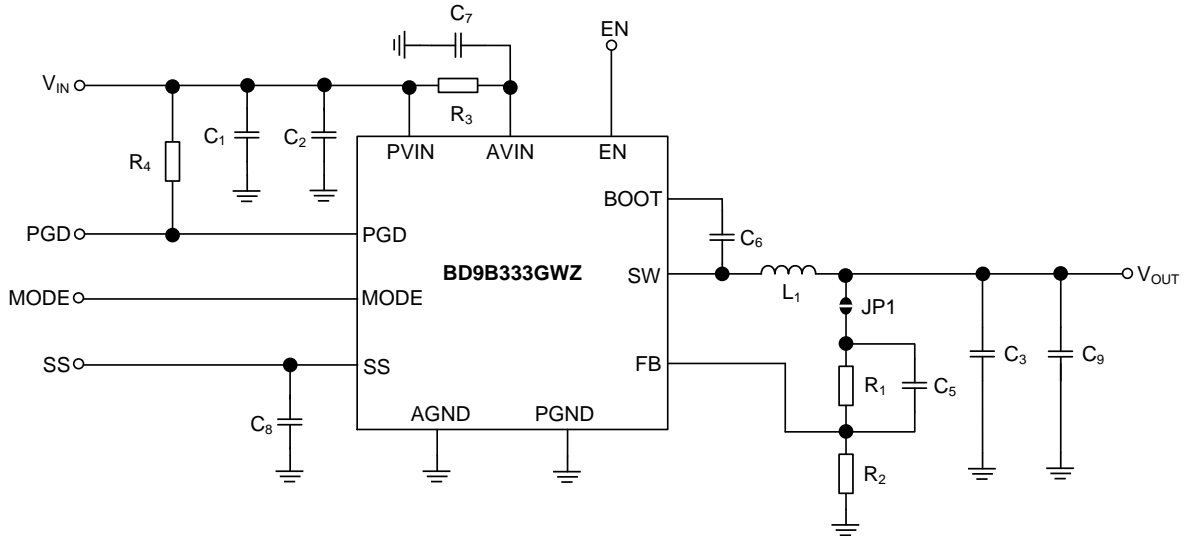 C7
EN
VIN
R3
C1
C2
R4
PVIN
AVIN
EN
BOOT
PGD
PGD
C6
BD9B333GWZ
SW
VOUT
L1
MODE
MODE
JP1
SS
SS
FB
C3
C9
R1
C5
AGND
PGND
C8
R2